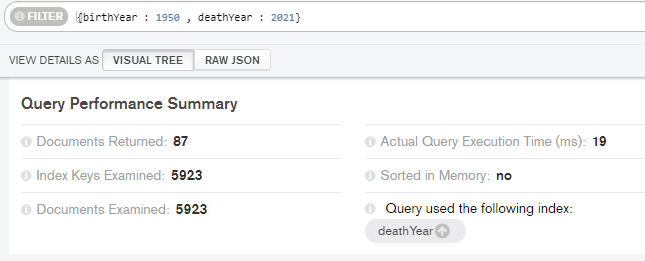 FILTER {birthYear : 1950 , deathYear : 2021}
VIEW DETAILS AS VISUAL TREE RAW JSON
Query Performance Summary
Documents Returned: 87
Actual Query Execution Time (ms): 19
Index Keys Examined: 5923
Sorted in Memory: no
Documents Examined: 5923
Query used the following index:
deathYear